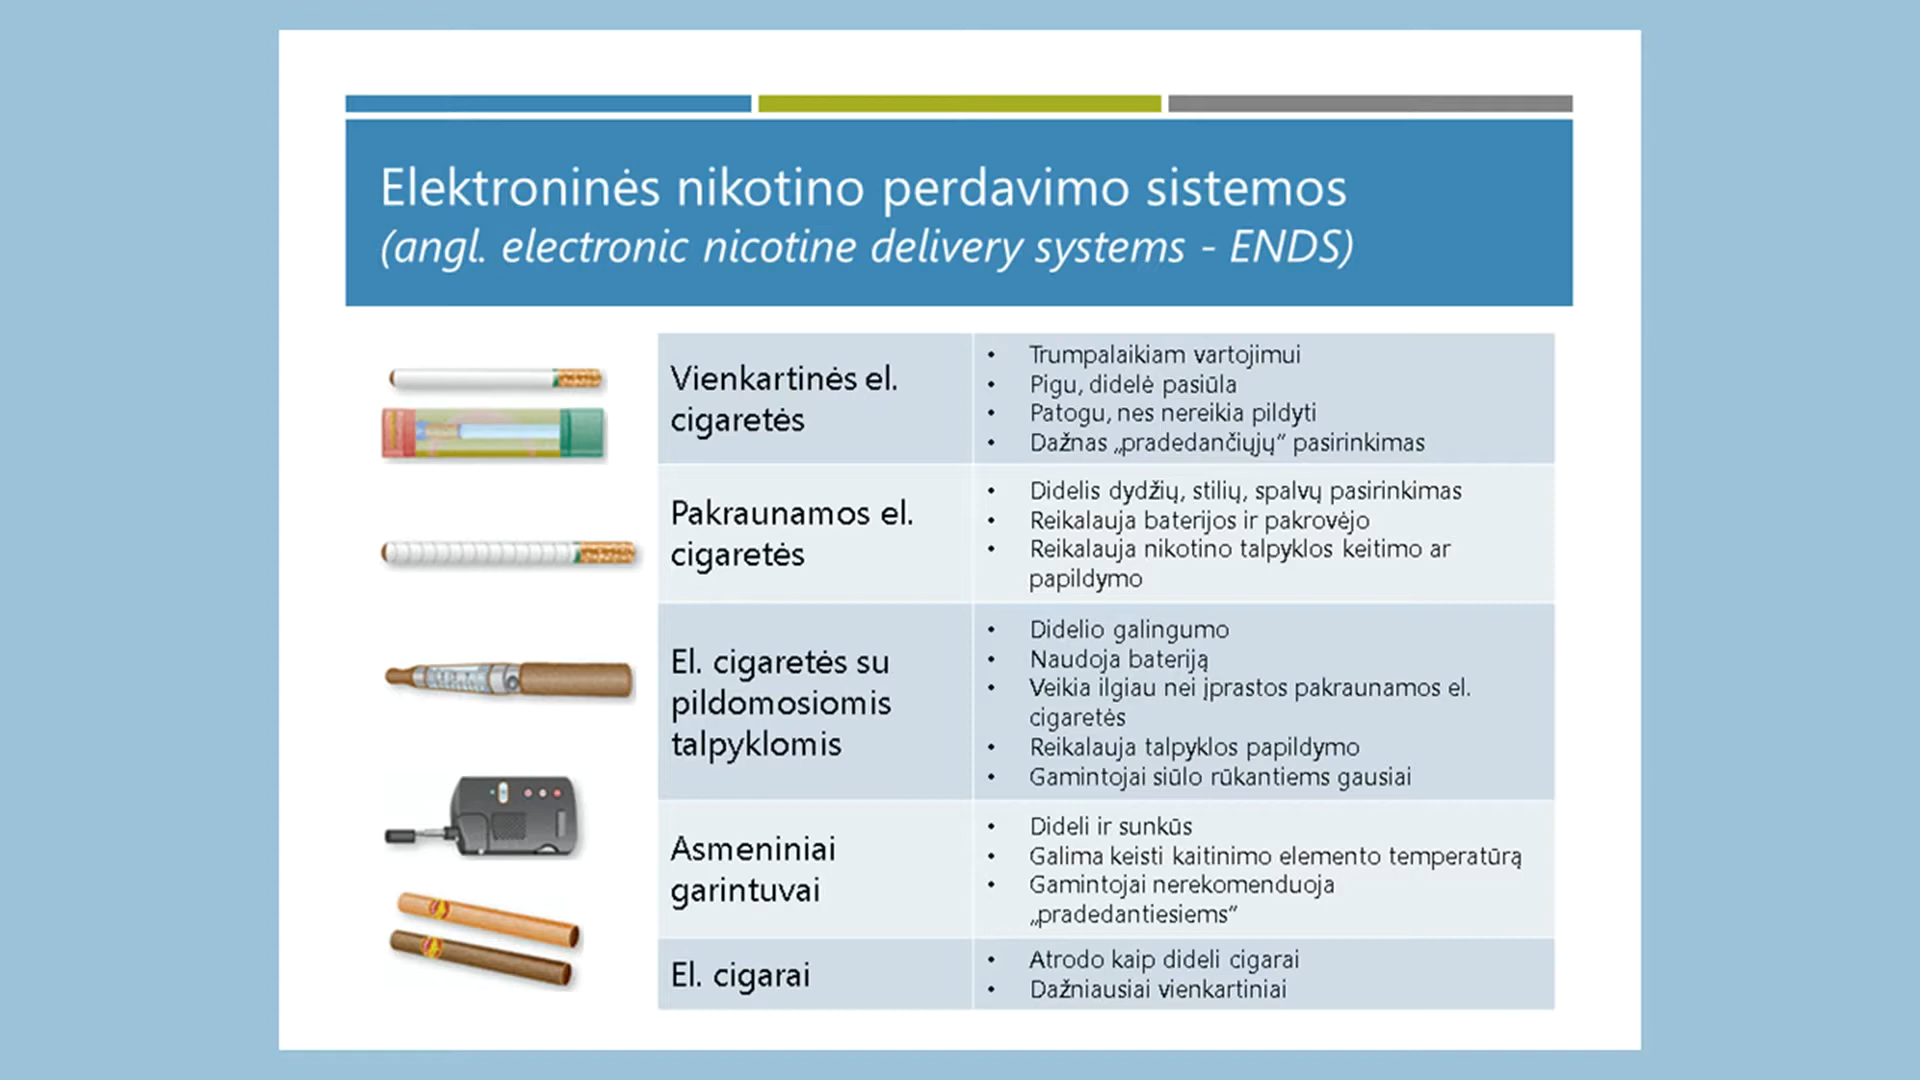 Elektroninės nikotino perdavimo sistemos
(angl. electronic nicotine delivery systems - ENDS)
Vienkartinės el.
cigaretės
• Trumpalaikiam vartojimui
• Pigu, didelė pasiūla
• Patogu, nes nereikia pildyti
• Dažnas „pradedančiųjų“ pasirinkimas
Pakraunamos el.
cigaretės
• Didelis dydžių, stilių, spalvų pasirinkimas
• Reikalauja baterijos ir pakrovėjo
• Reikalauja nikotino talpyklos keitimo ar
papildymo
El. cigaretės su
pildomosiomis
talpyklomis
• Didelio galingumo
• Naudoja bateriją
• Veikia ilgiau nei įprastos pakraunamos el.
cigaretės
• Reikalauja talpyklos papildymo
• Gamintojai siūlo rūkantiems gausiai
Asmeniniai
garintuvai
• Dideli ir sunkūs
• Galima keisti kaitinimo elemento temperatūrą
• Gamintojai nerekomenduoja
„pradedantiesiems“
El. cigarai
• Atrodo kaip dideli cigarai
• Dažniausiai vienkartiniai